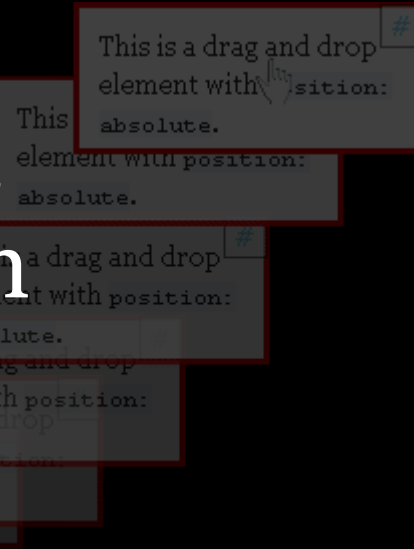 #
This is a drag and drop
element with sition:
absolute.
This
element with position:
absolute.
#
a drag and drop
with position:
lute.
and drop
position:
drop
n